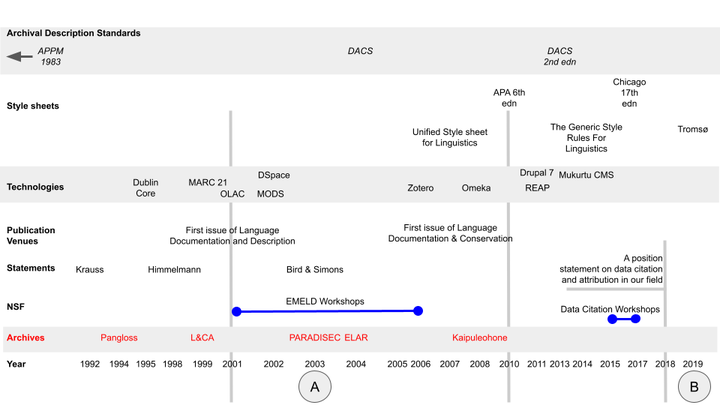 Archival Description Standards
APPM
1983
DACS
DACS
2nd edn
Style sheets
APA 6th
edn
Chicago
17th
edn
Unified Style sheet
for Linguistics
The Generic Style
Rules For
Linguistics
Tromsø
Technologies
Dublin
Core
MARC 21
OLAC
DSpace
MODS
Zotero
Omeka
Drupal 7
REAP
Mukurtu CMS
Publication
Venues
First issue of Language
Documentation and Description
First issue of Language
Documentation & Conservation
Statements
Krauss
Himmelmann
Bird & Simons
A position
statement on data citation
and attribution in our field
NSF
EMELD Workshops
Data Citation Workshops
Archives
Pangloss
L&CA
PARADISEC ELAR
Kaipuleohone
Year
1992 1994 1995 1998 1999 2001 2002 2003 2004 2005 2006 2007 2008 2010 2011 2013 2014 2015 2017 2018 2019
A
B